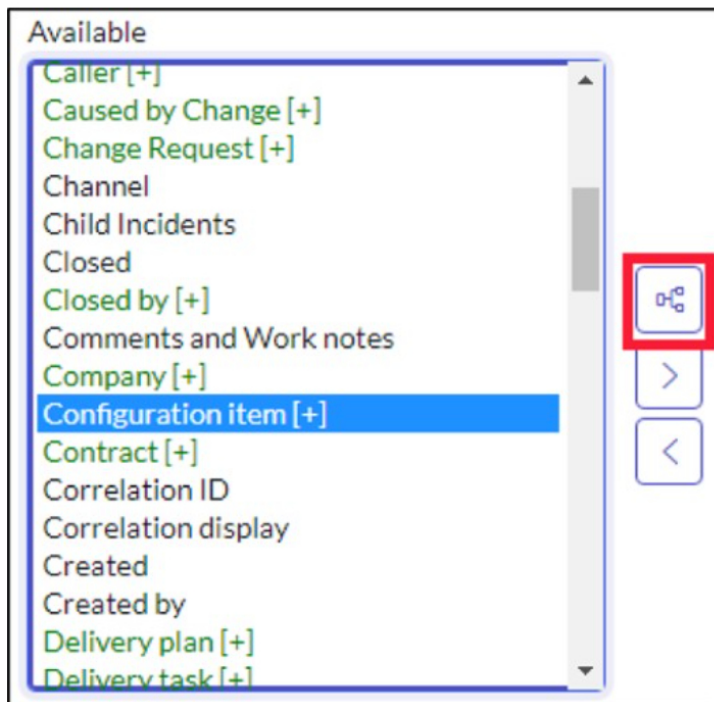 Available
Caller [+]
Caused by Change [+]
Change Request [+]
Channel
Child Incidents
Closed
Closed by [+]
Comments and Work notes
Company [+]
Configuration item [+]
Contract [+]
Correlation ID
Correlation display
Created
Created by
Delivery plan [+]
Delivery task [+]